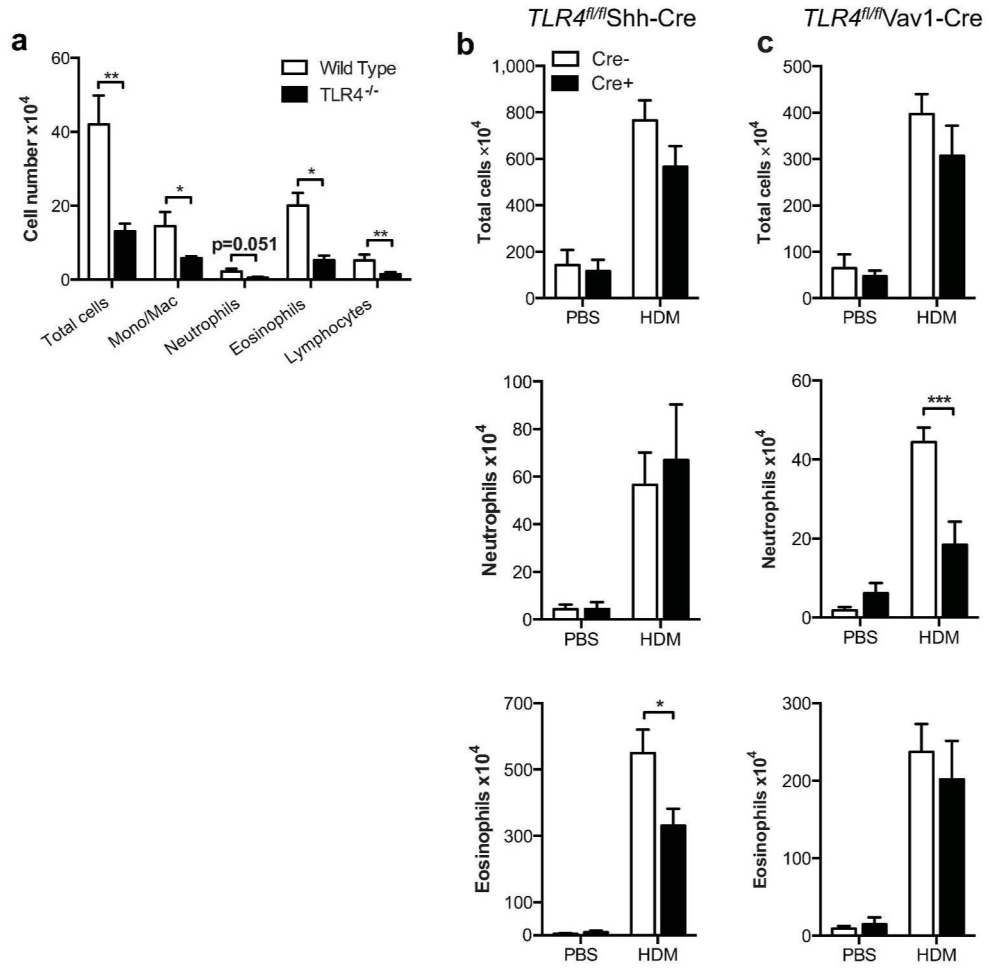 TLR4fl/flShh-Cre
TLR4fl/flVav1-Cre
a
Cell number x10⁴
60
40
20
0
**
*
p=0.051
*
**
Wild Type
TLR4-/-
Total cells
Mono/Mac
Neutrophils
Eosinophils
Lymphocytes
b
Cre-
Cre+
Total cells ×10⁴
1,000
800
600
400
200
0
PBS
HDM
c
Total cells ×10⁴
500
400
300
200
100
0
PBS
HDM
Neutrophils x10⁴
100
80
60
40
20
0
PBS
HDM
Neutrophils x10⁴
60
40
20
0
***
PBS
HDM
Eosinophils x10⁴
700
500
300
100
0
*
PBS
HDM
Eosinophils x10⁴
300
200
100
0
PBS
HDM